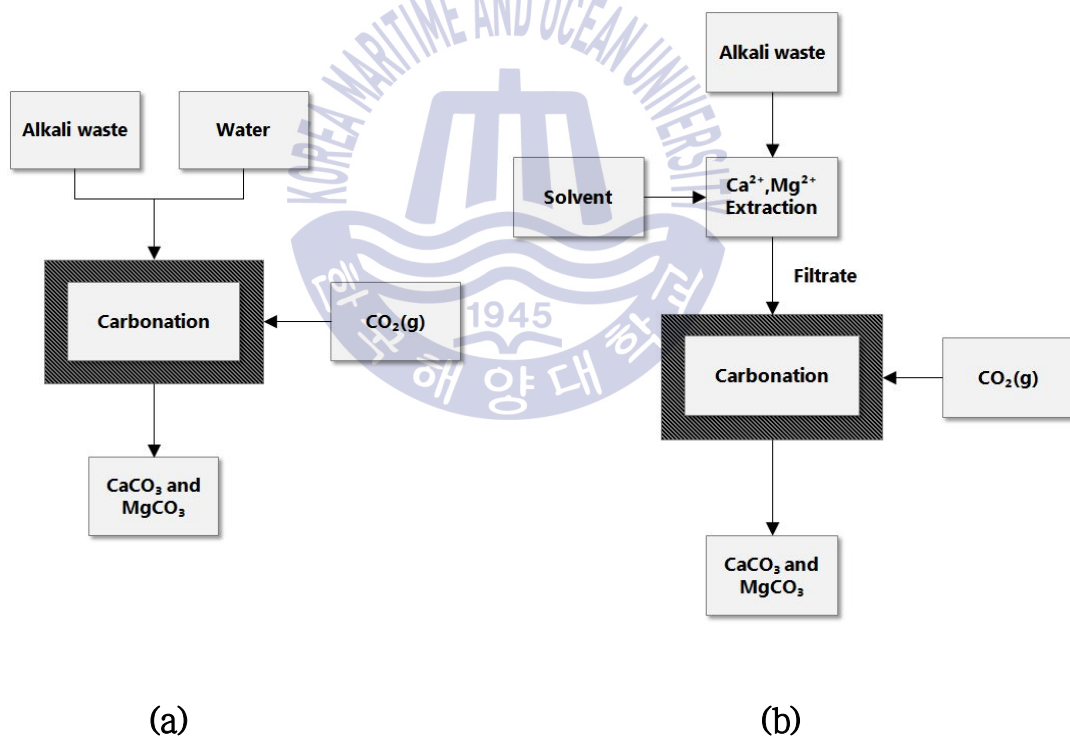 KOREA MARITIME AND OCEAN UNIVERSITY
1945
한국해양대학교
Alkali waste
Water
Carbonation
CO₂(g)
CaCO₃ and
MgCO₃
(a)
Alkali waste
Solvent
Ca²⁺,Mg²⁺
Extraction
Filtrate
Carbonation
CO₂(g)
CaCO₃ and
MgCO₃
(b)